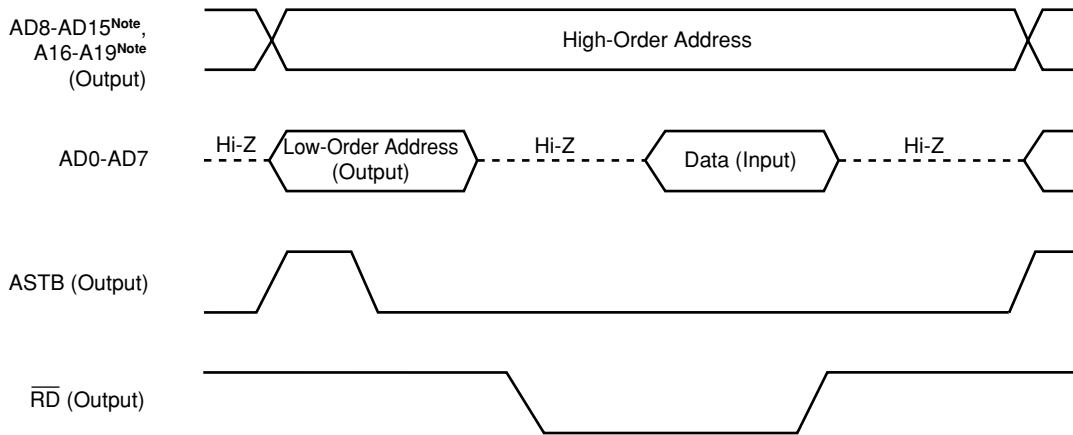 AD8-AD15Note,
A16-A19Note
(Output)
High-Order Address
AD0-AD7
Hi-Z
Low-Order Address
(Output)
Hi-Z
Data (Input)
Hi-Z
ASTB (Output)
RD (Output)